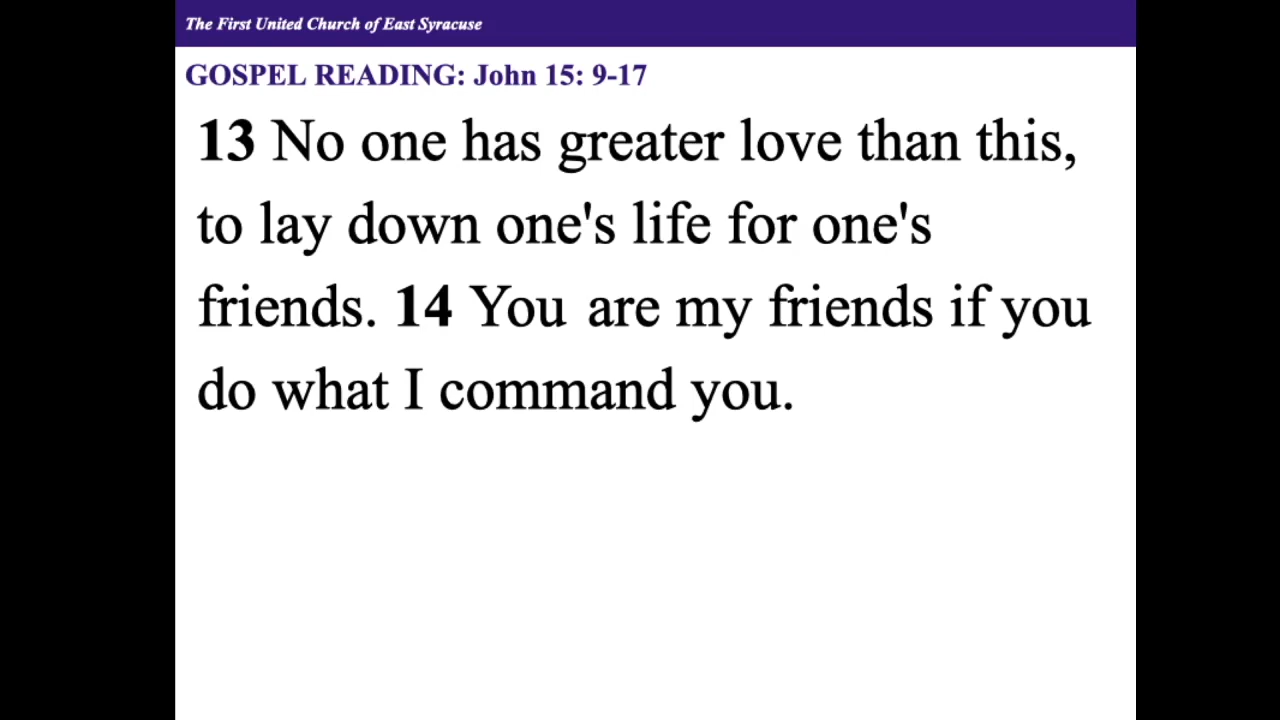 The First United Church of East Syracuse
GOSPEL READING: John 15: 9-17
13 No one has greater love than this,
to lay down one's life for one's
friends. 14 You are my friends if you
do what I command you.